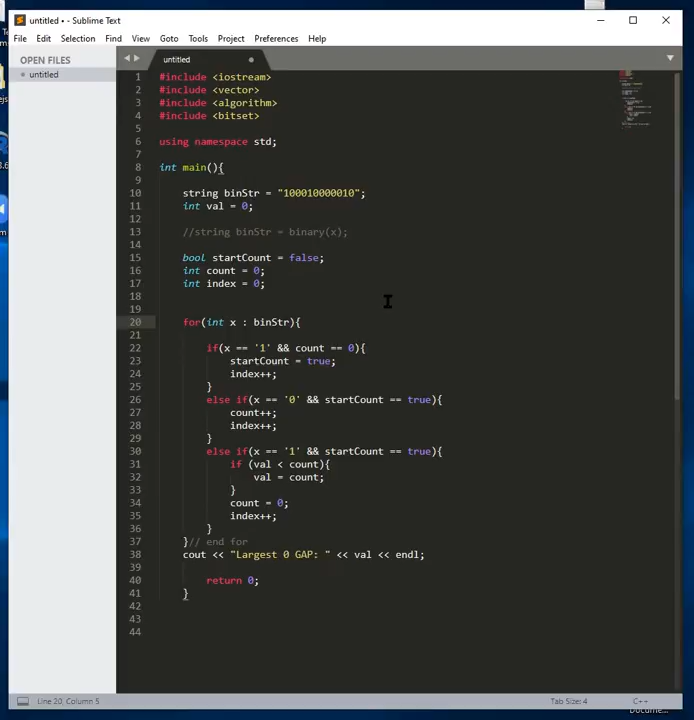 untitled • - Sublime Text
File Edit Selection Find View Goto Tools Project Preferences Help
OPEN FILES
untitled
untitled
1 #include <iostream>
2 #include <vector>
3 #include <algorithm>
4 #include <bitset>
5
6 using namespace std;
7
8 int main(){
9
10 string binStr = "100010000010";
11 int val = 0;
12
13 //string binStr = binary(x);
14
15 bool startCount = false;
16 int count = 0;
17 int index = 0;
18
19
20 for(int x : binStr){
21
22 if(x == '1' && count == 0){
23 startCount = true;
24 index++;
25 }
26 else if(x == '0' && startCount == true){
27 count++;
28 index++;
29 }
30 else if(x == '1' && startCount == true){
31 if (val < count){
32 val = count;
33 }
34 count = 0;
35 index++;
36 }
37 }// end for
38 cout << "Largest 0 GAP: " << val << endl;
39
40 return 0;
41 }
42
43
44
Line 20, Column 5
Tab Size: 4
C++